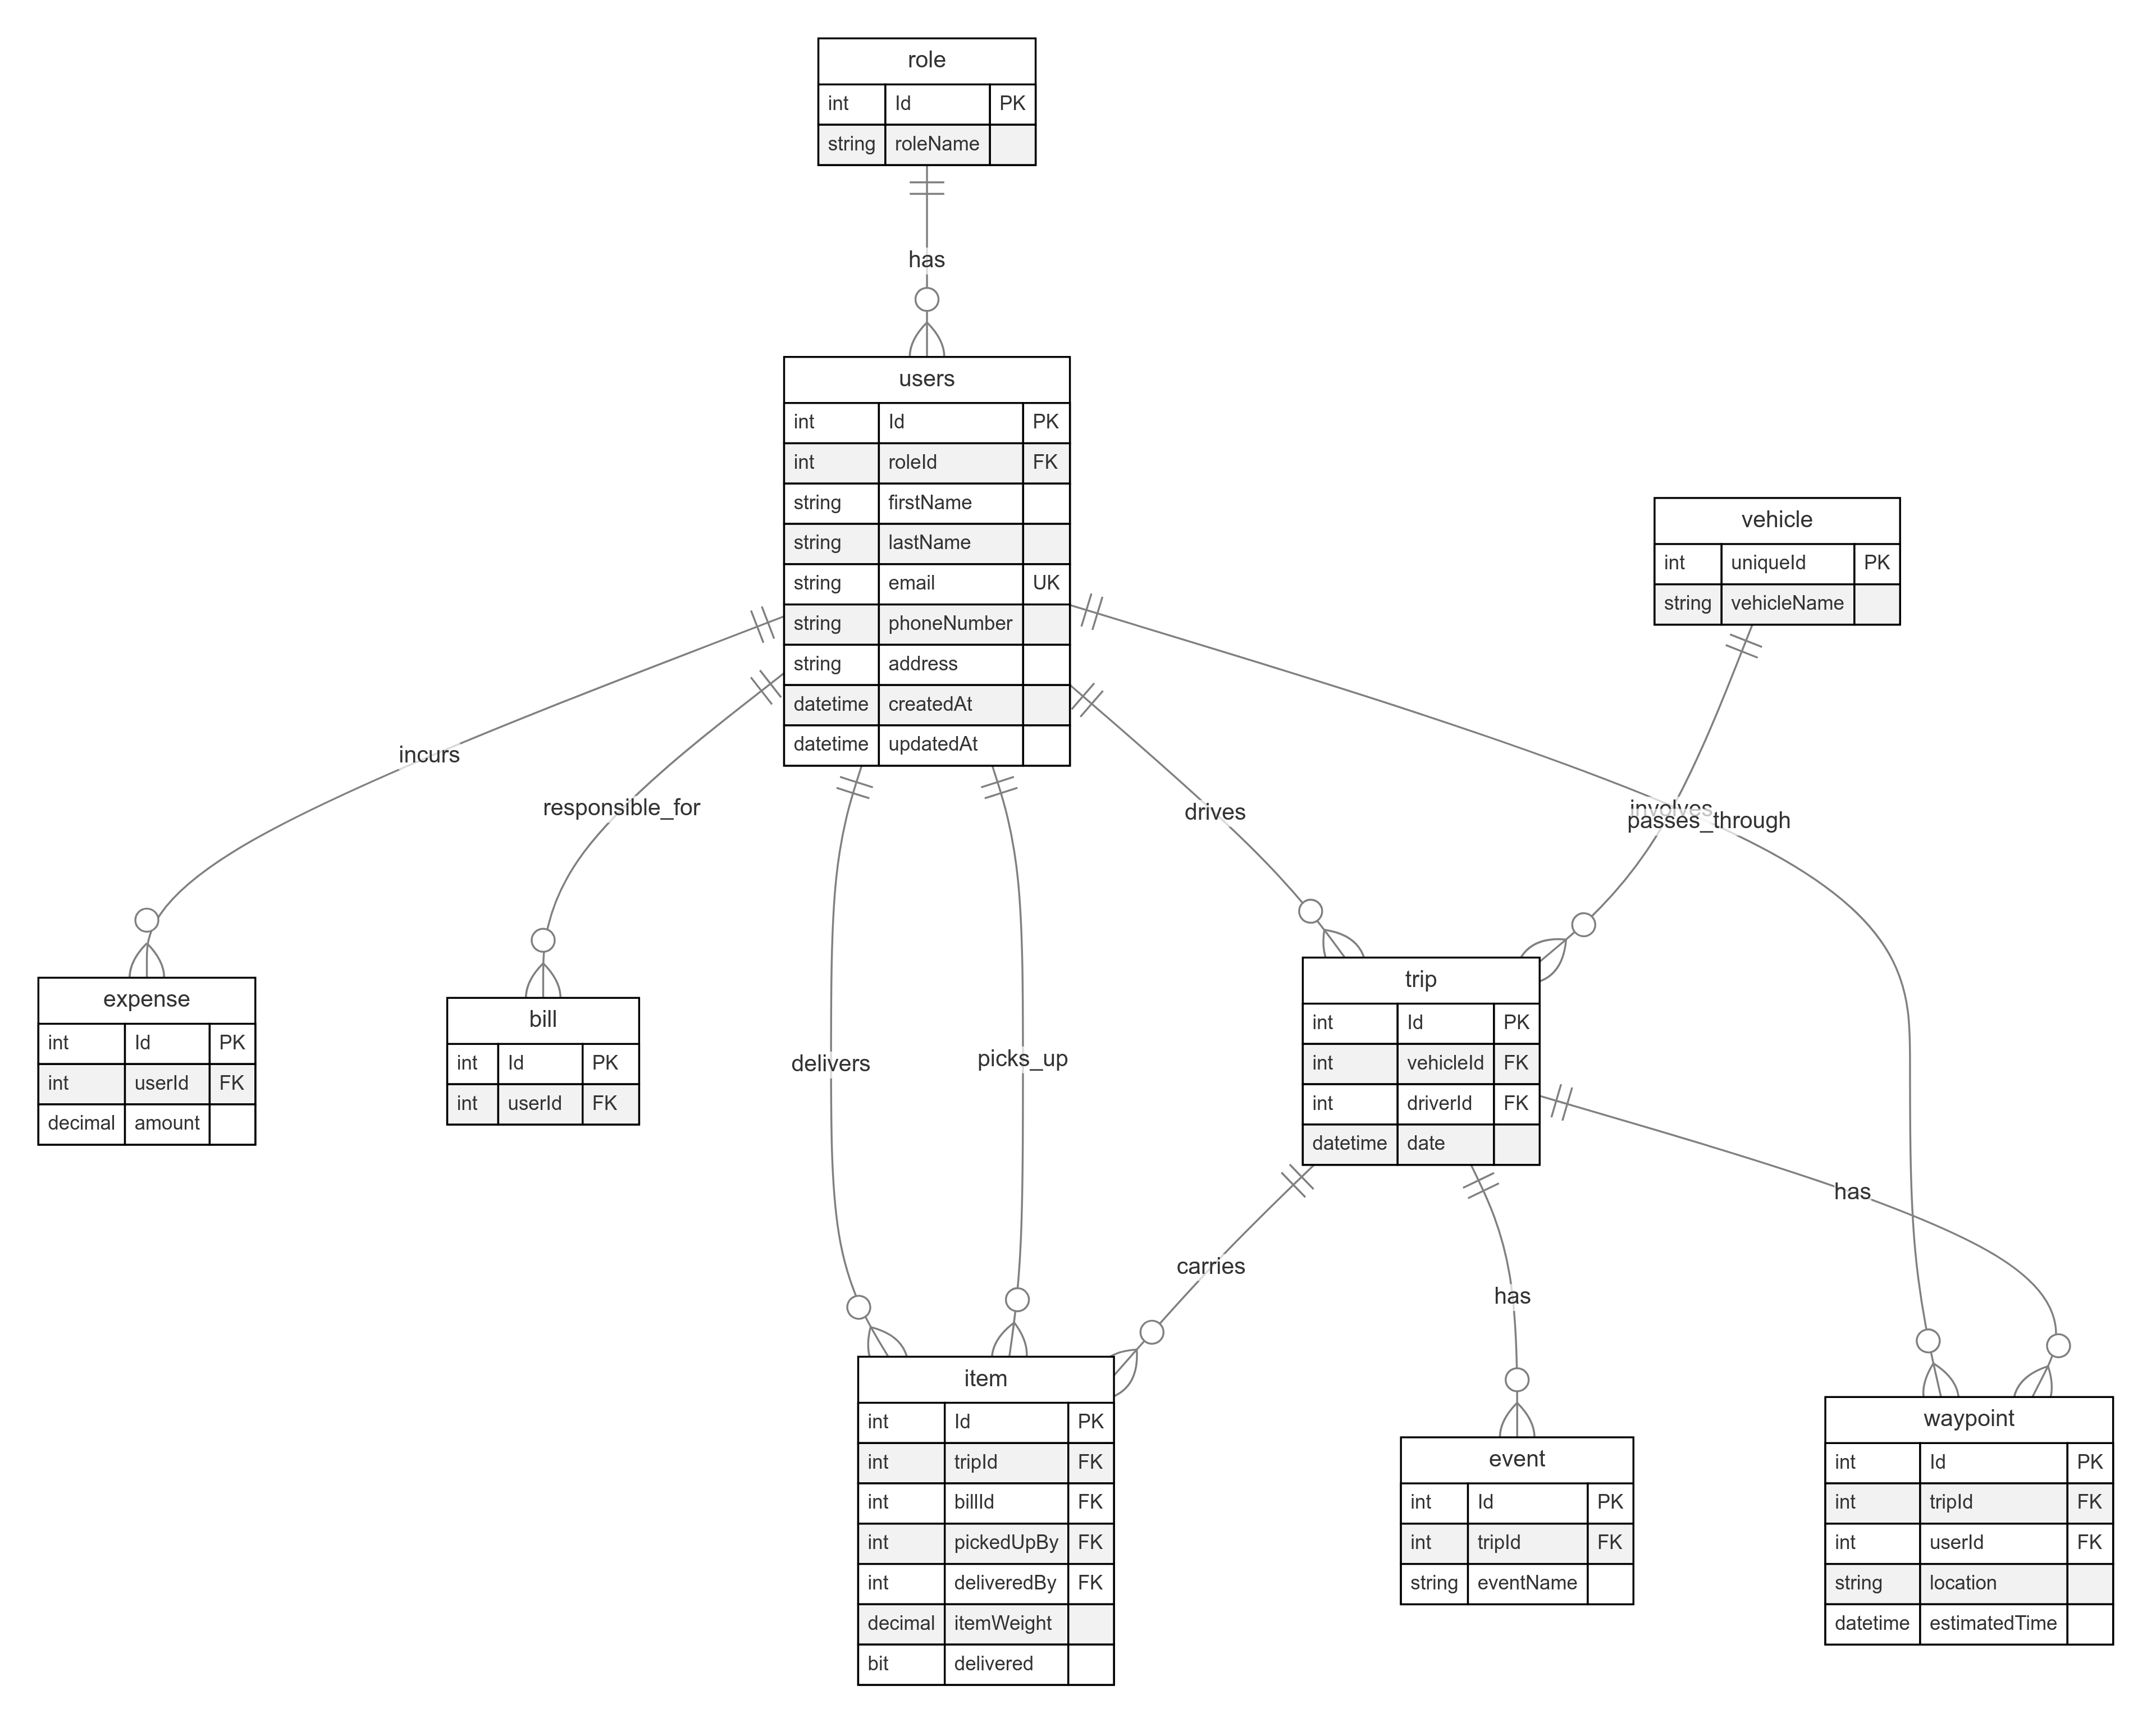 role
int Id PK
string roleName
has
users
int Id PK
int roleId FK
string firstName
string lastName
string email UK
string phoneNumber
string address
datetime createdAt
datetime updatedAt
vehicle
int uniqueId PK
string vehicleName
incurs
responsible_for
drives
involves
passes_through
expense
int Id PK
int userId FK
decimal amount
bill
int Id PK
int userId FK
delivers
picks_up
trip
int Id PK
int vehicleId FK
int driverId FK
datetime date
carries
has
has
item
int Id PK
int tripId FK
int billId FK
int pickedUpBy FK
int deliveredBy FK
decimal itemWeight
bit delivered
event
int Id PK
int tripId FK
string eventName
waypoint
int Id PK
int tripId FK
int userId FK
string location
datetime estimatedTime